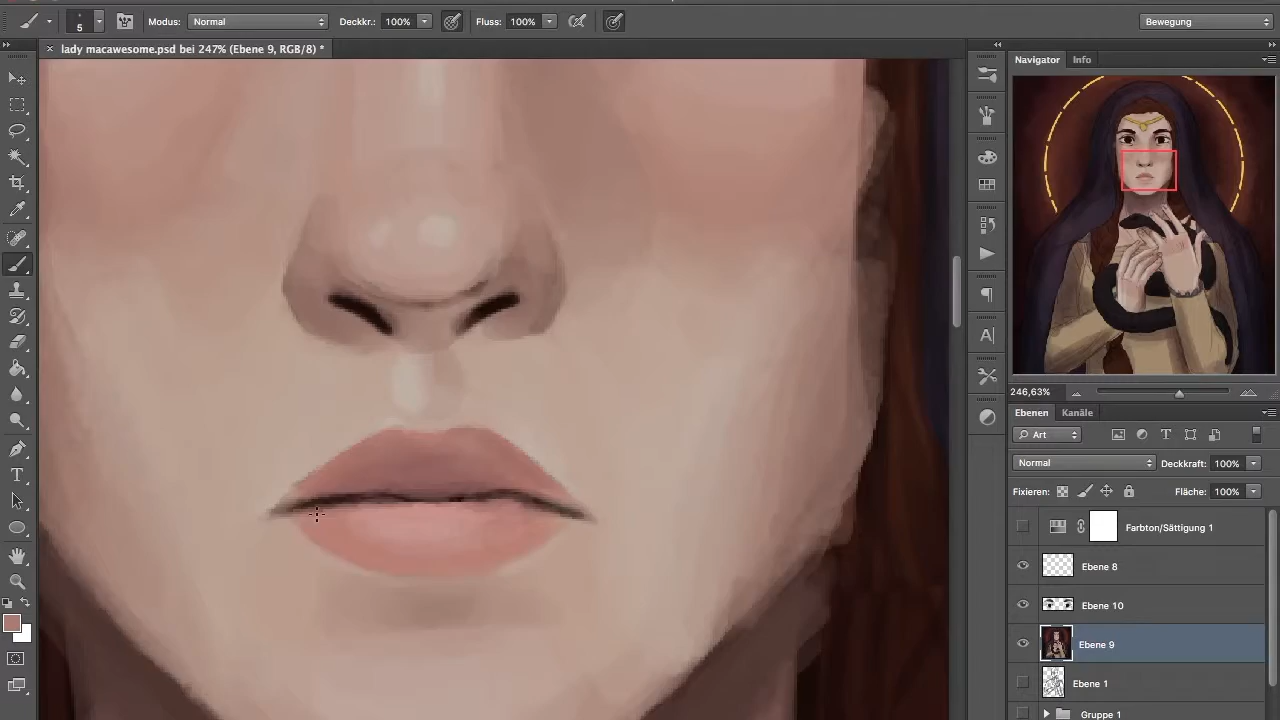 5 Modus: Normal Deckkr.: 100% Fluss: 100% Bewegung
× lady macawesome.psd bei 247% (Ebene 9, RGB/8) *
Navigator Info
246,63%
Ebenen Kanäle
Art
Normal Deckkraft: 100%
Fixieren: Fläche: 100%
Farbton/Sättigung 1
Ebene 8
Ebene 10
Ebene 9
Ebene 1
Gruppe 1